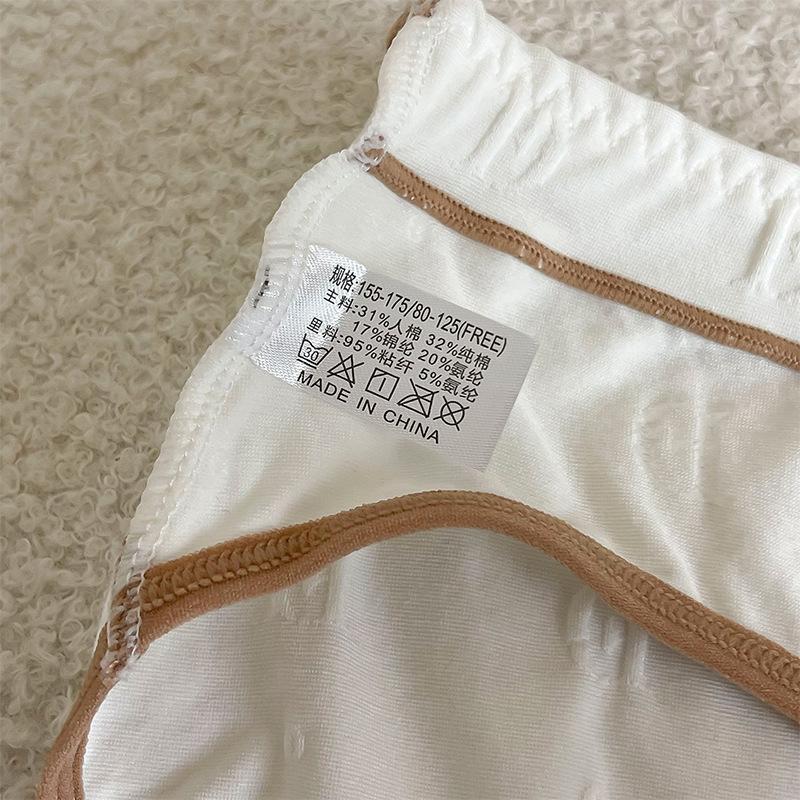 规格:155-175/80-125(FREE)
主料:31%人棉 32%纯棉
17%锦纶 20%氨纶
里料:95%粘纤 5%氨纶
30
MADE IN CHINA